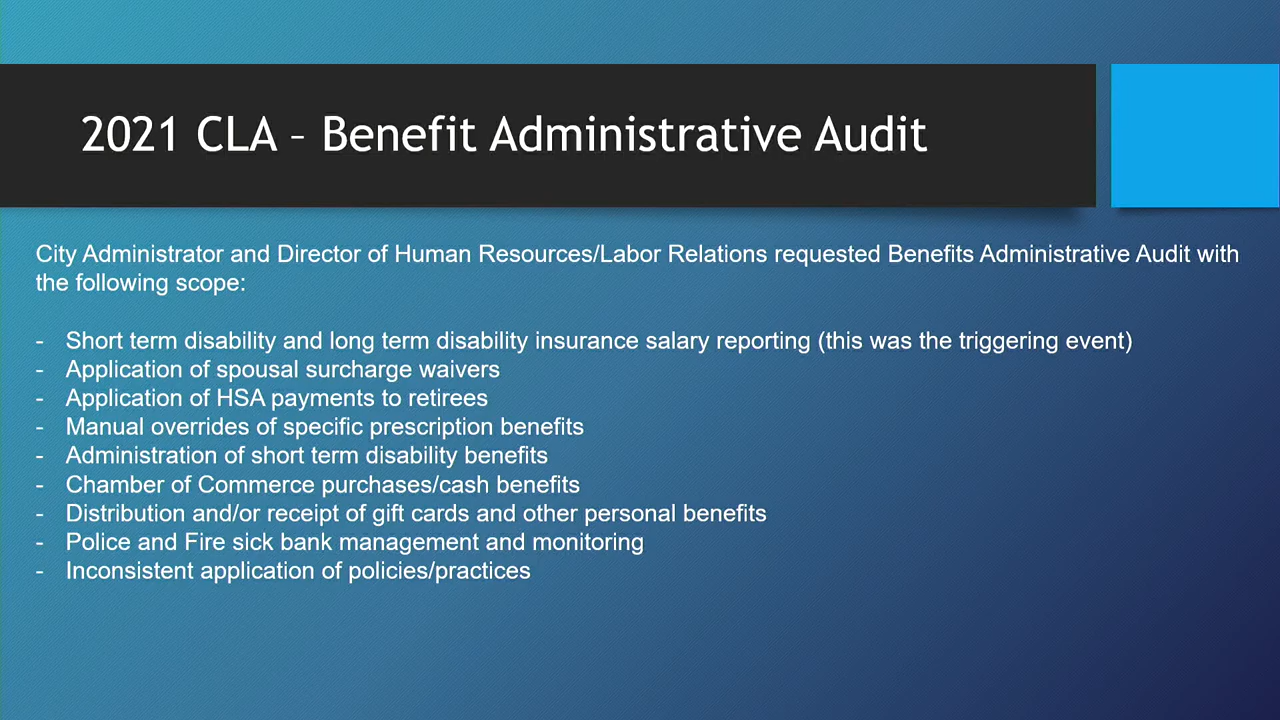 2021 CLA – Benefit Administrative Audit
City Administrator and Director of Human Resources/Labor Relations requested Benefits Administrative Audit with
the following scope:
- Short term disability and long term disability insurance salary reporting (this was the triggering event)
- Application of spousal surcharge waivers
- Application of HSA payments to retirees
- Manual overrides of specific prescription benefits
- Administration of short term disability benefits
- Chamber of Commerce purchases/cash benefits
- Distribution and/or receipt of gift cards and other personal benefits
- Police and Fire sick bank management and monitoring
- Inconsistent application of policies/practices